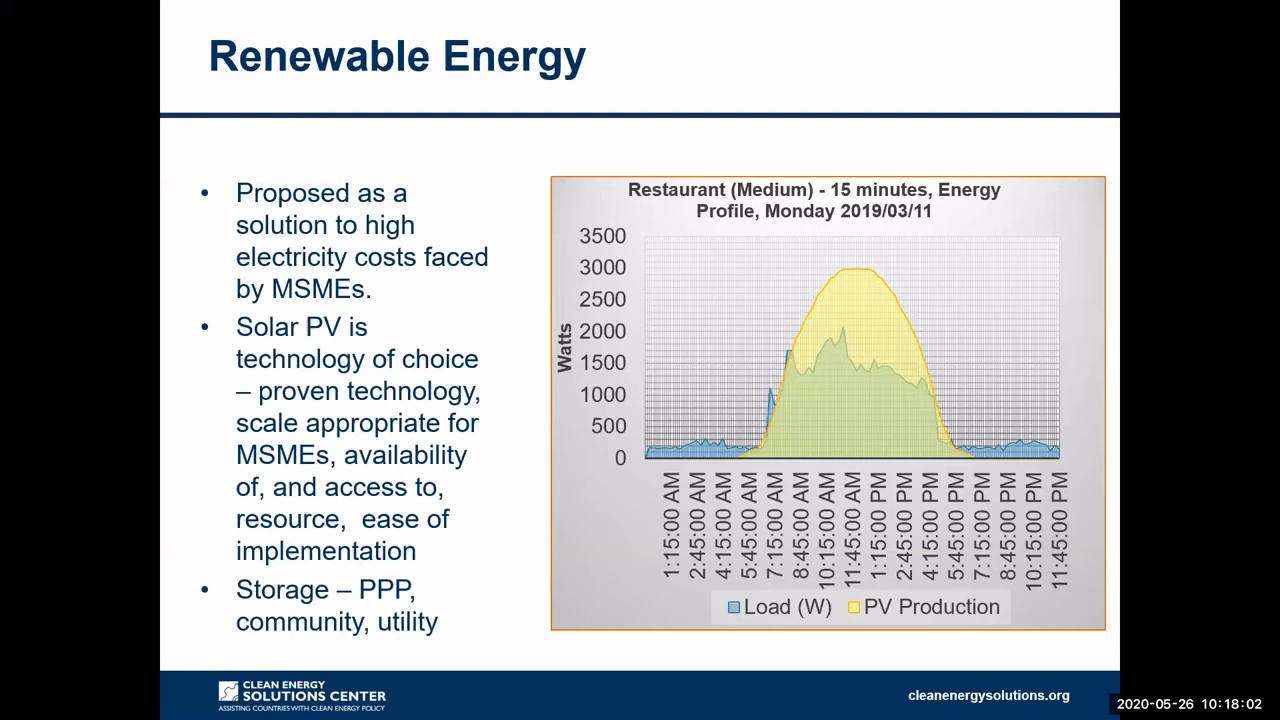 Renewable Energy
• Proposed as a
solution to high
electricity costs faced
by MSMEs.
• Solar PV is
technology of choice
– proven technology,
scale appropriate for
MSMEs, availability
of, and access to,
resource, ease of
implementation
• Storage – PPP,
community, utility
Restaurant (Medium) - 15 minutes, Energy
Profile, Monday 2019/03/11
Watts
3500
3000
2500
2000
1500
1000
500
0
1:15:00 AM
2:45:00 AM
4:15:00 AM
5:45:00 AM
7:15:00 AM
8:45:00 AM
10:15:00 AM
11:45:00 AM
1:15:00 PM
2:45:00 PM
4:15:00 PM
5:45:00 PM
7:15:00 PM
8:45:00 PM
10:15:00 PM
11:45:00 PM
Load (W) PV Production
CLEAN ENERGY
SOLUTIONS CENTER
ASSISTING COUNTRIES WITH CLEAN ENERGY POLICY
cleanenergysolutions.org
2020-05-26 10:18:02